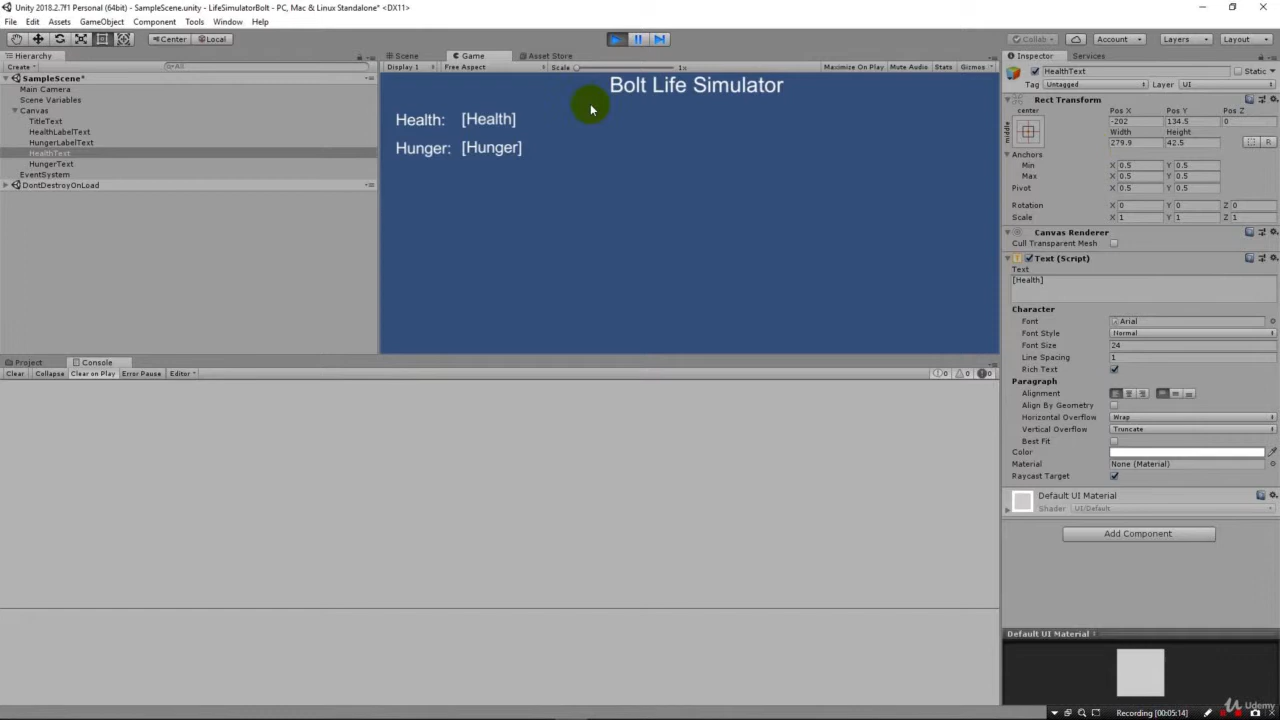 Unity 2018.2.7f1 Personal (64bit) - SampleScene.unity - LifeSimulatorBolt - PC, Mac & Linux Standalone* <DX11>
File Edit Assets GameObject Component Tools Window Help
Center Local Collab Account Layers Layout
Hierarchy
Create All
SampleScene*
Main Camera
Scene Variables
Canvas
TitleText
HealthLabelText
HungerLabelText
HealthText
HungerText
EventSystem
DontDestroyOnLoad
Scene Game Asset Store
Display 1 Free Aspect Scale 1x Maximize On Play Mute Audio Stats Gizmos
Bolt Life Simulator
Health: [Health]
Hunger: [Hunger]
Project Console
Clear Collapse Clear on Play Error Pause Editor 0 0 0
Inspector Services
HealthText Static
Tag Untagged Layer UI
Rect Transform
center Pos X Pos Y Pos Z
middle -202 134.5 0
Width Height
279.9 42.5 R
Anchors
Min X 0.5 Y 0.5
Max X 0.5 Y 0.5
Pivot X 0.5 Y 0.5
Rotation X 0 Y 0 Z 0
Scale X 1 Y 1 Z 1
Canvas Renderer
Cull Transparent Mesh
Text (Script)
Text
[Health]
Character
Font Arial
Font Style Normal
Font Size 24
Line Spacing 1
Rich Text
Paragraph
Alignment
Align By Geometry
Horizontal Overflow Wrap
Vertical Overflow Truncate
Best Fit
Color
Material None (Material)
Raycast Target
Default UI Material
Shader UI/Default
Add Component
Default UI Material
Udemy
Recording [00:05:14]